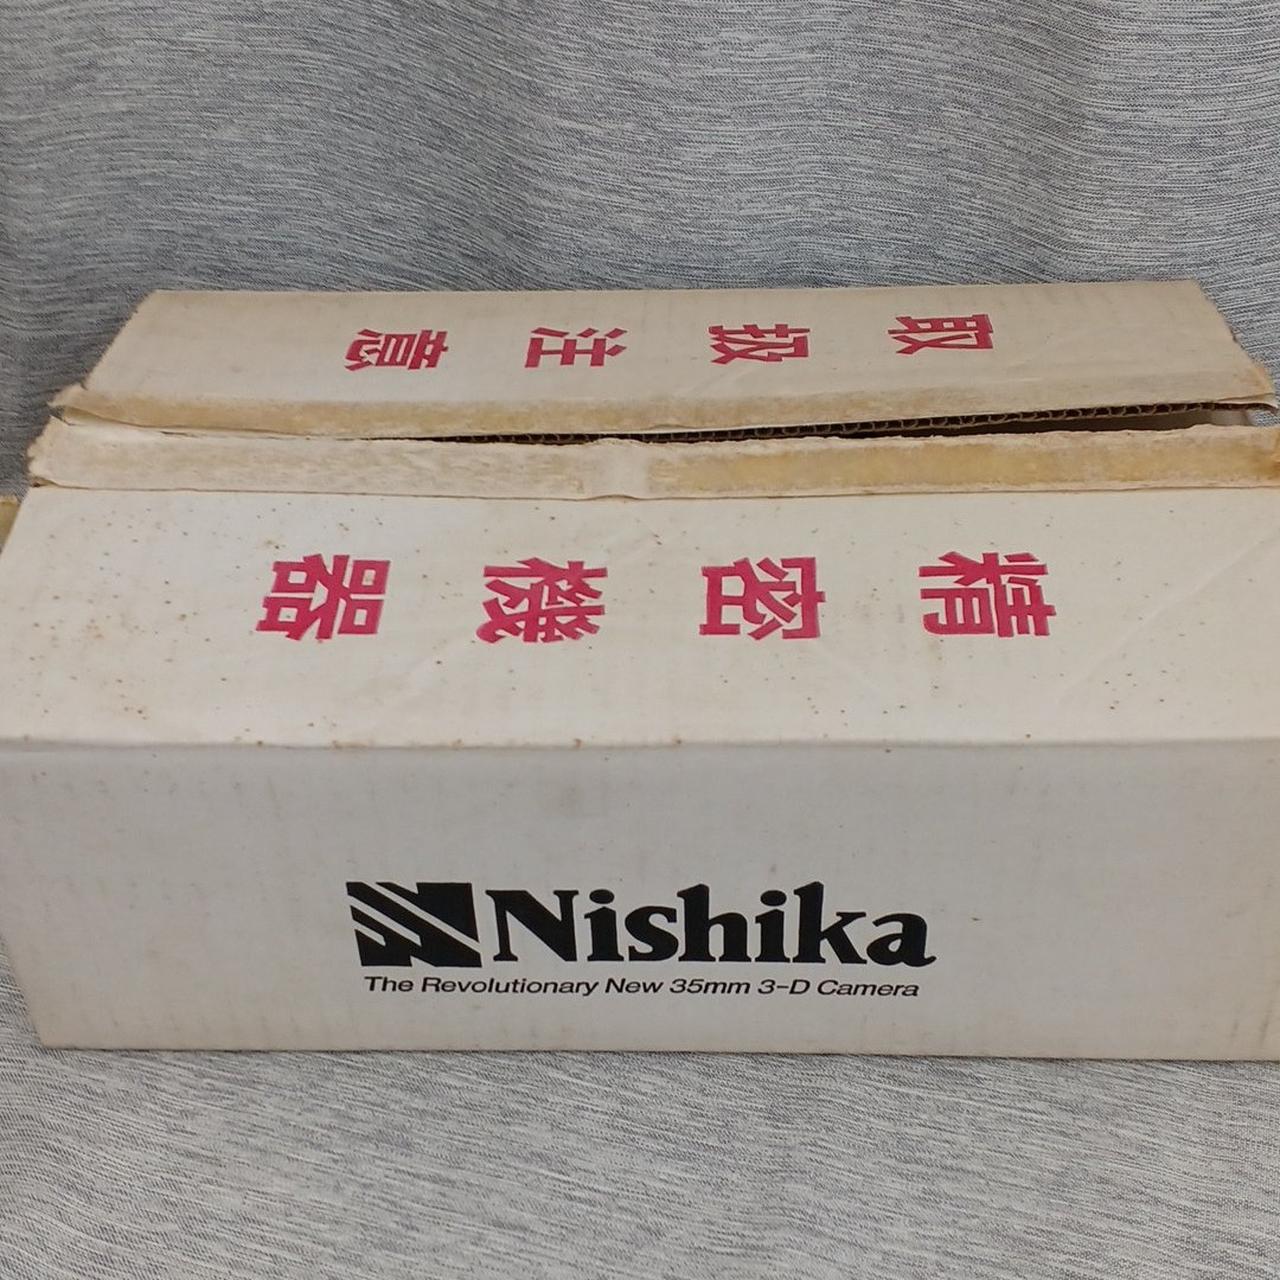 取扱注意
精密機器
Nishika
The Revolutionary New 35mm 3-D Camera